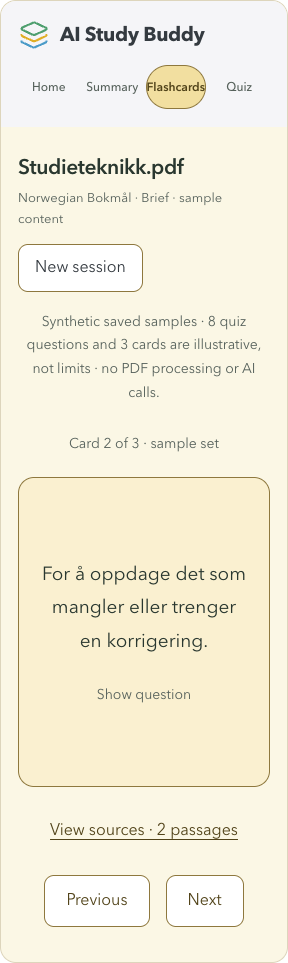 AI Study Buddy
Home Summary Flashcards Quiz
Studieteknikk.pdf
Norwegian Bokmål · Brief · sample
content
New session
Synthetic saved samples · 8 quiz
questions and 3 cards are illustrative,
not limits · no PDF processing or AI
calls.
Card 2 of 3 · sample set
For å oppdage det som
mangler eller trenger
en korrigering.
Show question
View sources · 2 passages
Previous Next